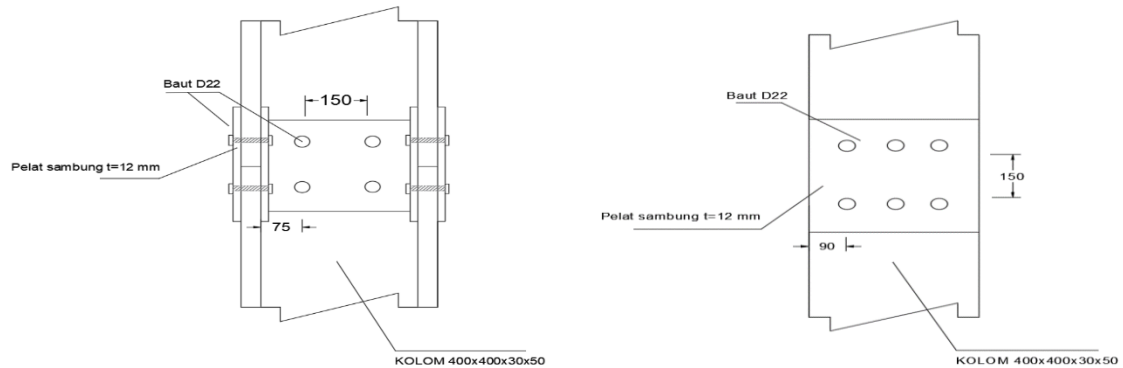 Baut D22
150
Pelat sambung t=12 mm
75
KOLOM 400x400x30x50
Baut D22
150
Pelat sambung t=12 mm
90
KOLOM 400x400x30x50